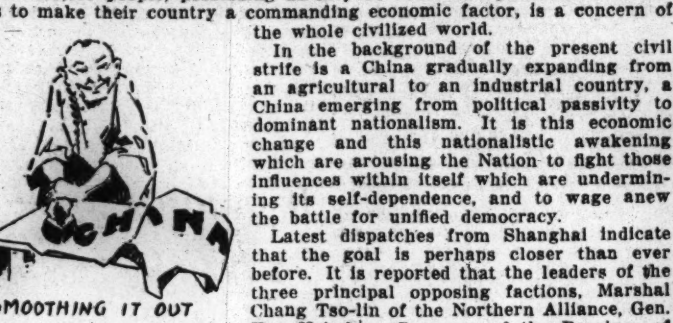 to make their country a commanding economic factor, is a concern of
the whole civilized world.
In the background of the present civil
strife is a China gradually expanding from
an agricultural to an industrial country, a
China emerging from political passivity to
dominant nationalism. It is this economic
change and this nationalistic awakening
which are arousing the Nation to fight those
influences within itself which are undermin-
ing its self-dependence, and to wage anew
the battle for unified democracy.
Latest dispatches from Shanghai indicate
that the goal is perhaps closer than ever
before. It is reported that the leaders of the
three principal opposing factions, Marshal
Chang Tso-lin of the Northern Alliance, Gen.
CHINA
SMOOTHING IT OUT